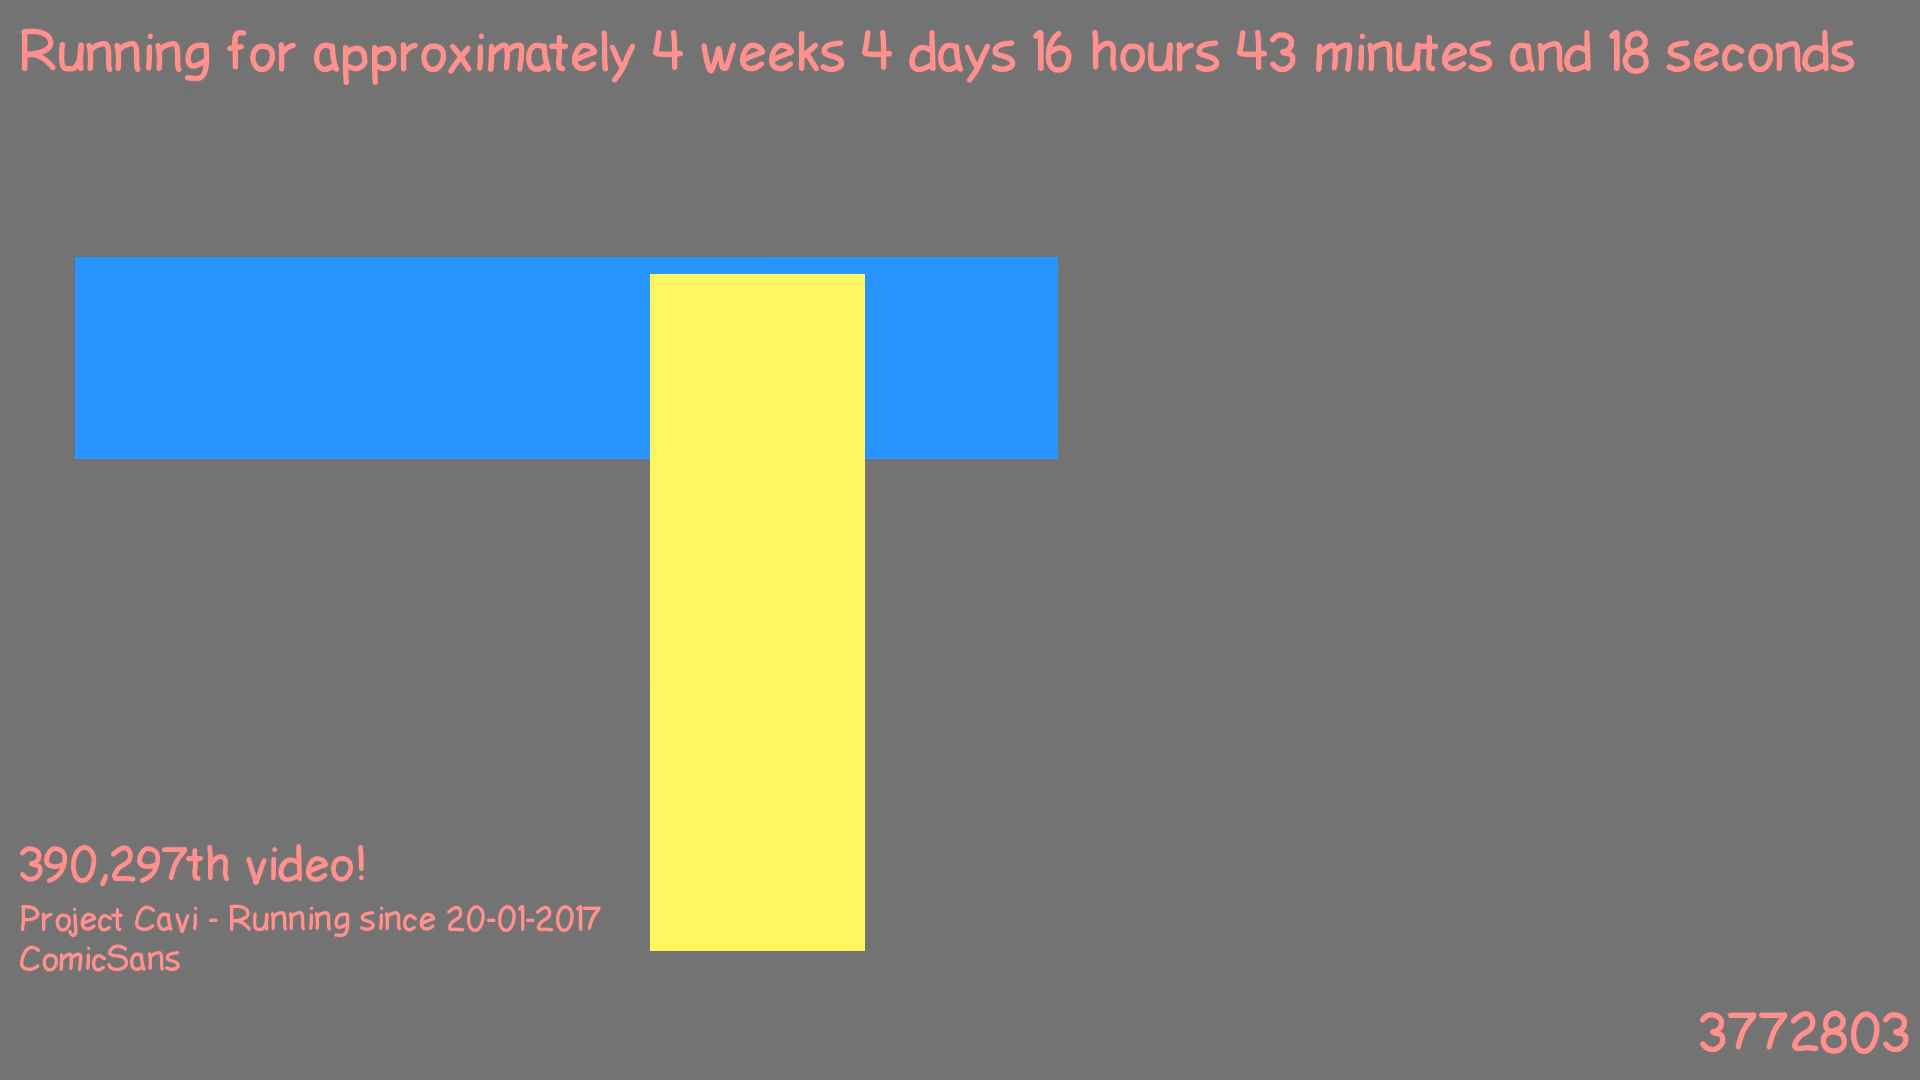 Running for approximately 4 weeks 4 days 16 hours 43 minutes and 18 seconds
390,297th video!
Project Cavi - Running since 20-01-2017
ComicSans
3772803